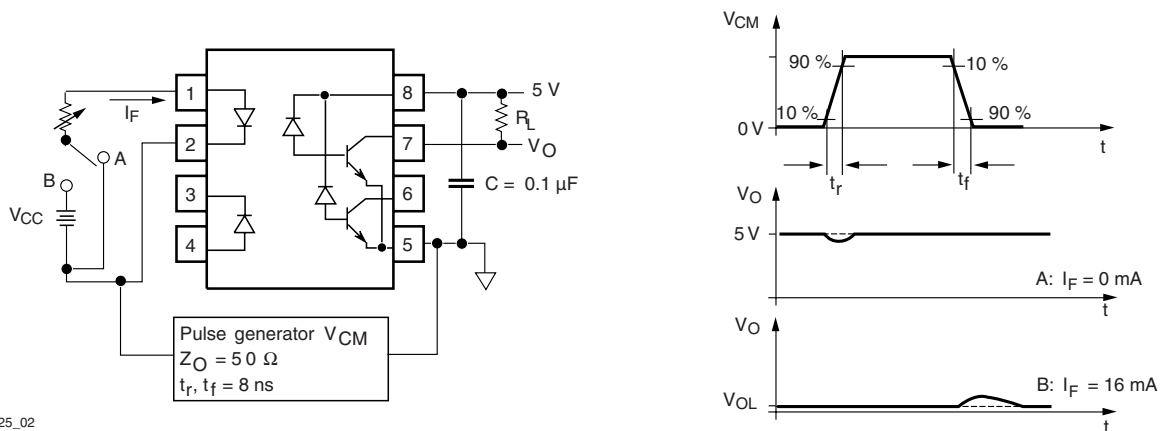 1
2
3
4
8
7
6
5
I_F
A
B
V_CC
5 V
R_L
V_O
C = 0.1 µF
Pulse generator V_CM
Z_O = 50 Ω
t_r, t_f = 8 ns
25_02
V_CM
90 %
10 %
10 %
90 %
0 V
t
t_r
t_f
V_O
5 V
A: I_F = 0 mA
t
V_O
V_OL
B: I_F = 16 mA
t